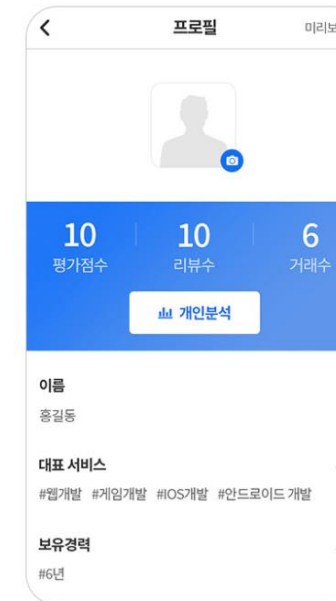 프로필 미리보
10 10 6
평가점수 리뷰수 거래수
개인분석
이름
홍길동
대표 서비스
#웹개발 #게임개발 #IOS개발 #안드로이드 개발
보유경력
#6년